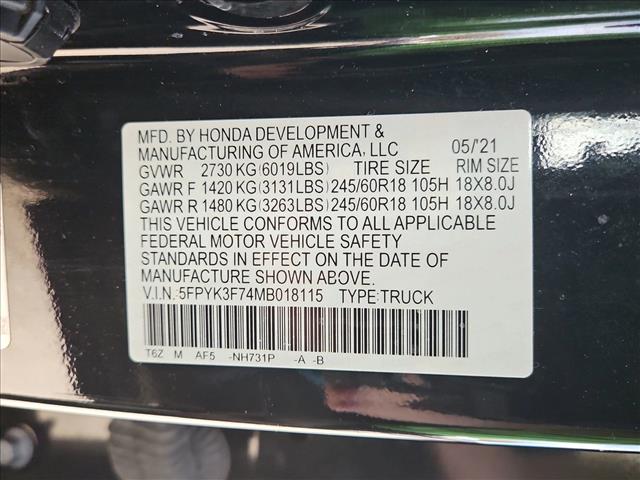 MFD. BY HONDA DEVELOPMENT &
MANUFACTURING OF AMERICA, LLC 05/'21
GVWR 2730 KG (6019LBS) TIRE SIZE RIM SIZE
GAWR F 1420 KG (3131LBS) 245/60R18 105H 18X8.0J
GAWR R 1480 KG (3263LBS) 245/60R18 105H 18X8.0J
THIS VEHICLE CONFORMS TO ALL APPLICABLE
FEDERAL MOTOR VEHICLE SAFETY
STANDARDS IN EFFECT ON THE DATE OF
MANUFACTURE SHOWN ABOVE.
V.I.N.-5FPYK3F74MB018115 TYPE:TRUCK
T6Z M AF5 -NH731P -A -B